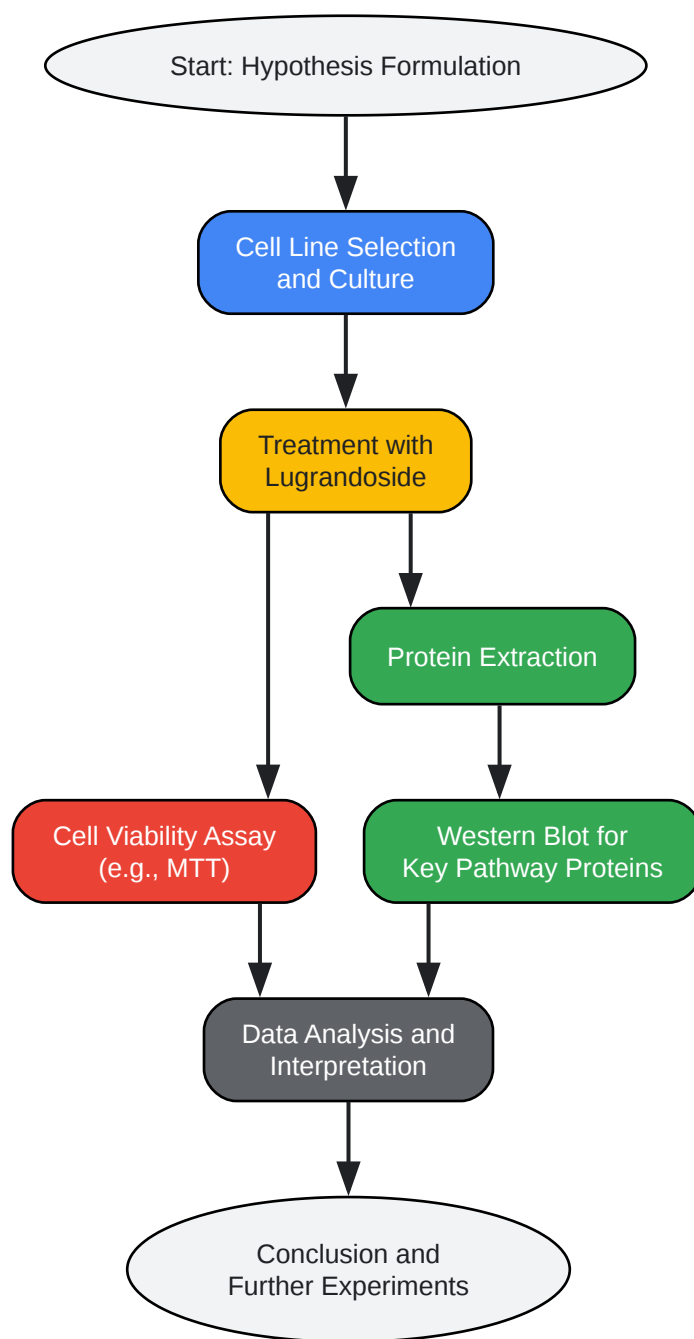 Start: Hypothesis Formulation
Cell Line Selection
and Culture
Treatment with
Lugrandoside
Protein Extraction
Cell Viability Assay
(e.g., MTT)
Western Blot for
Key Pathway Proteins
Data Analysis and
Interpretation
Conclusion and
Further Experiments